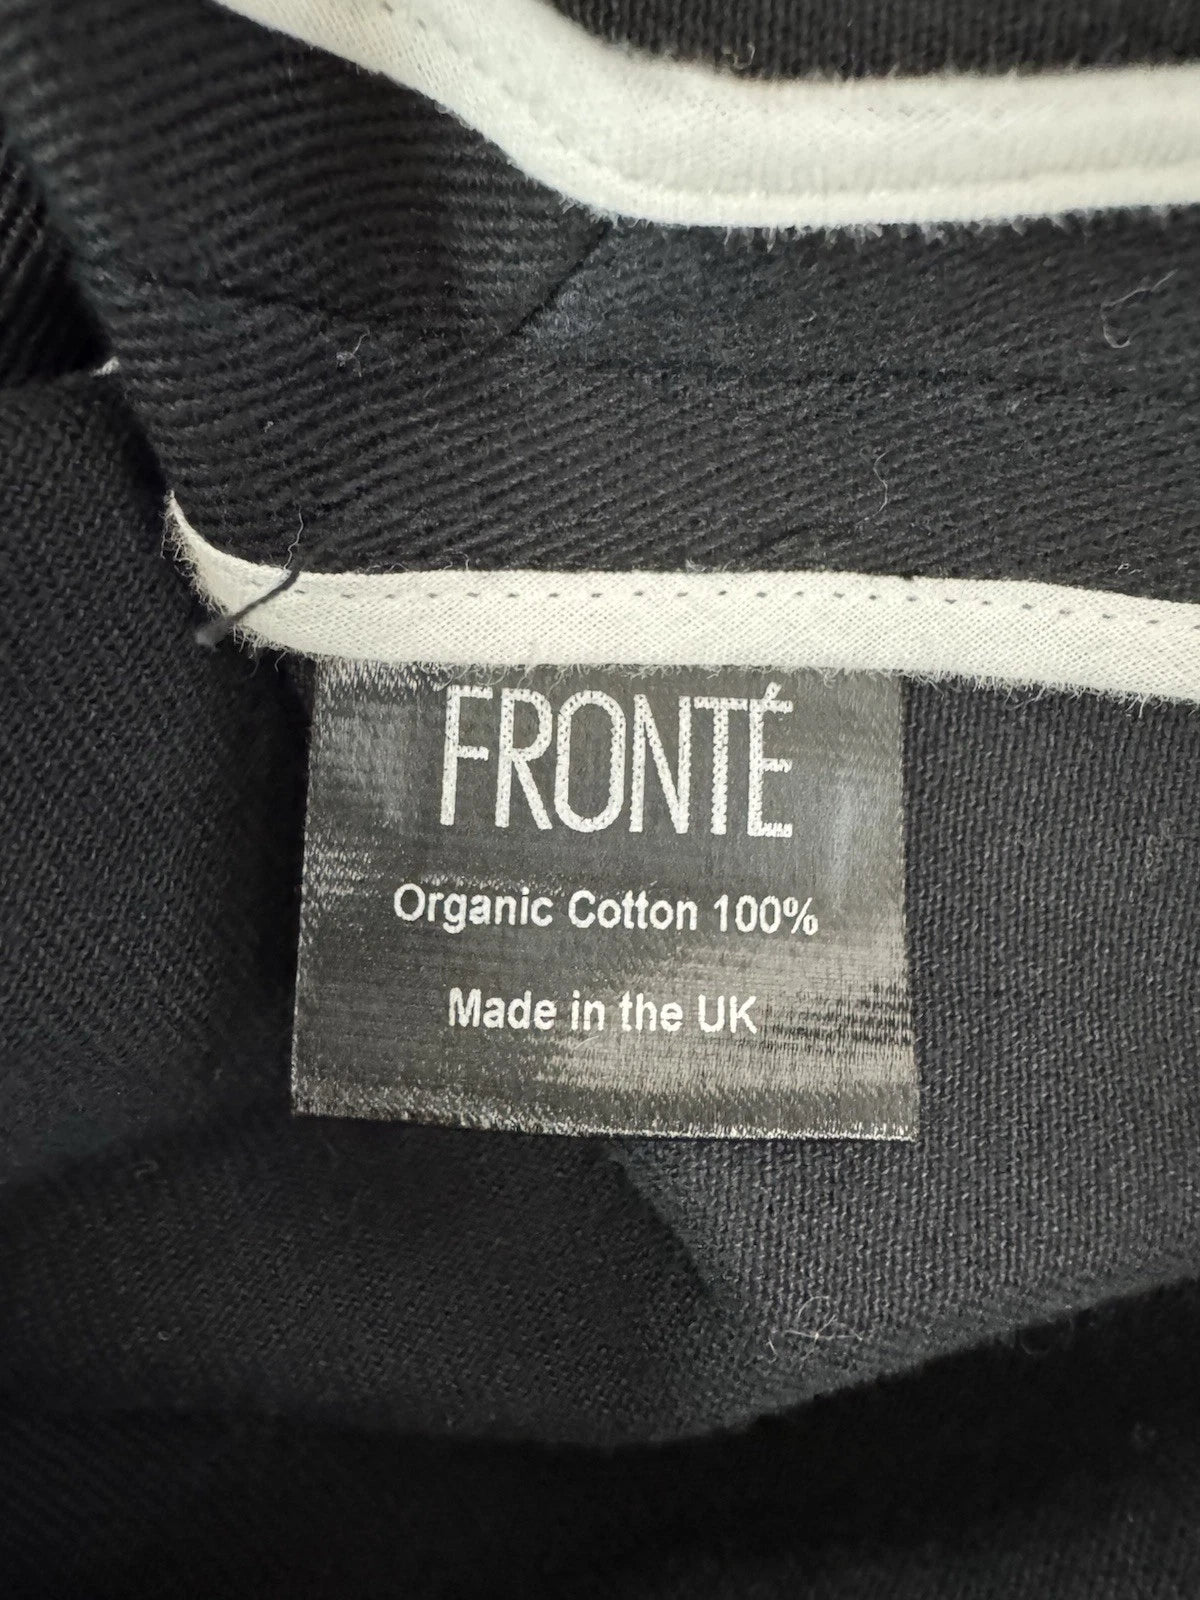 FRONTÉ
Organic Cotton 100%
Made in the UK